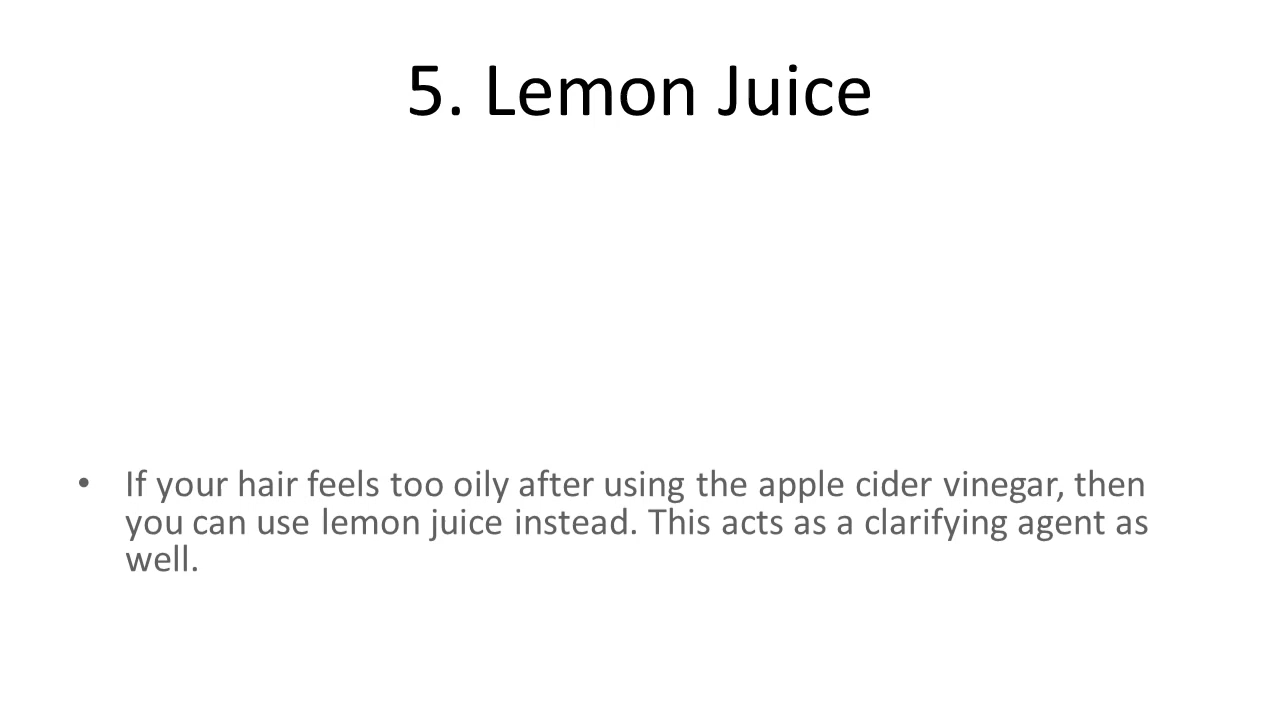 5. Lemon Juice
• If your hair feels too oily after using the apple cider vinegar, then
you can use lemon juice instead. This acts as a clarifying agent as
well.